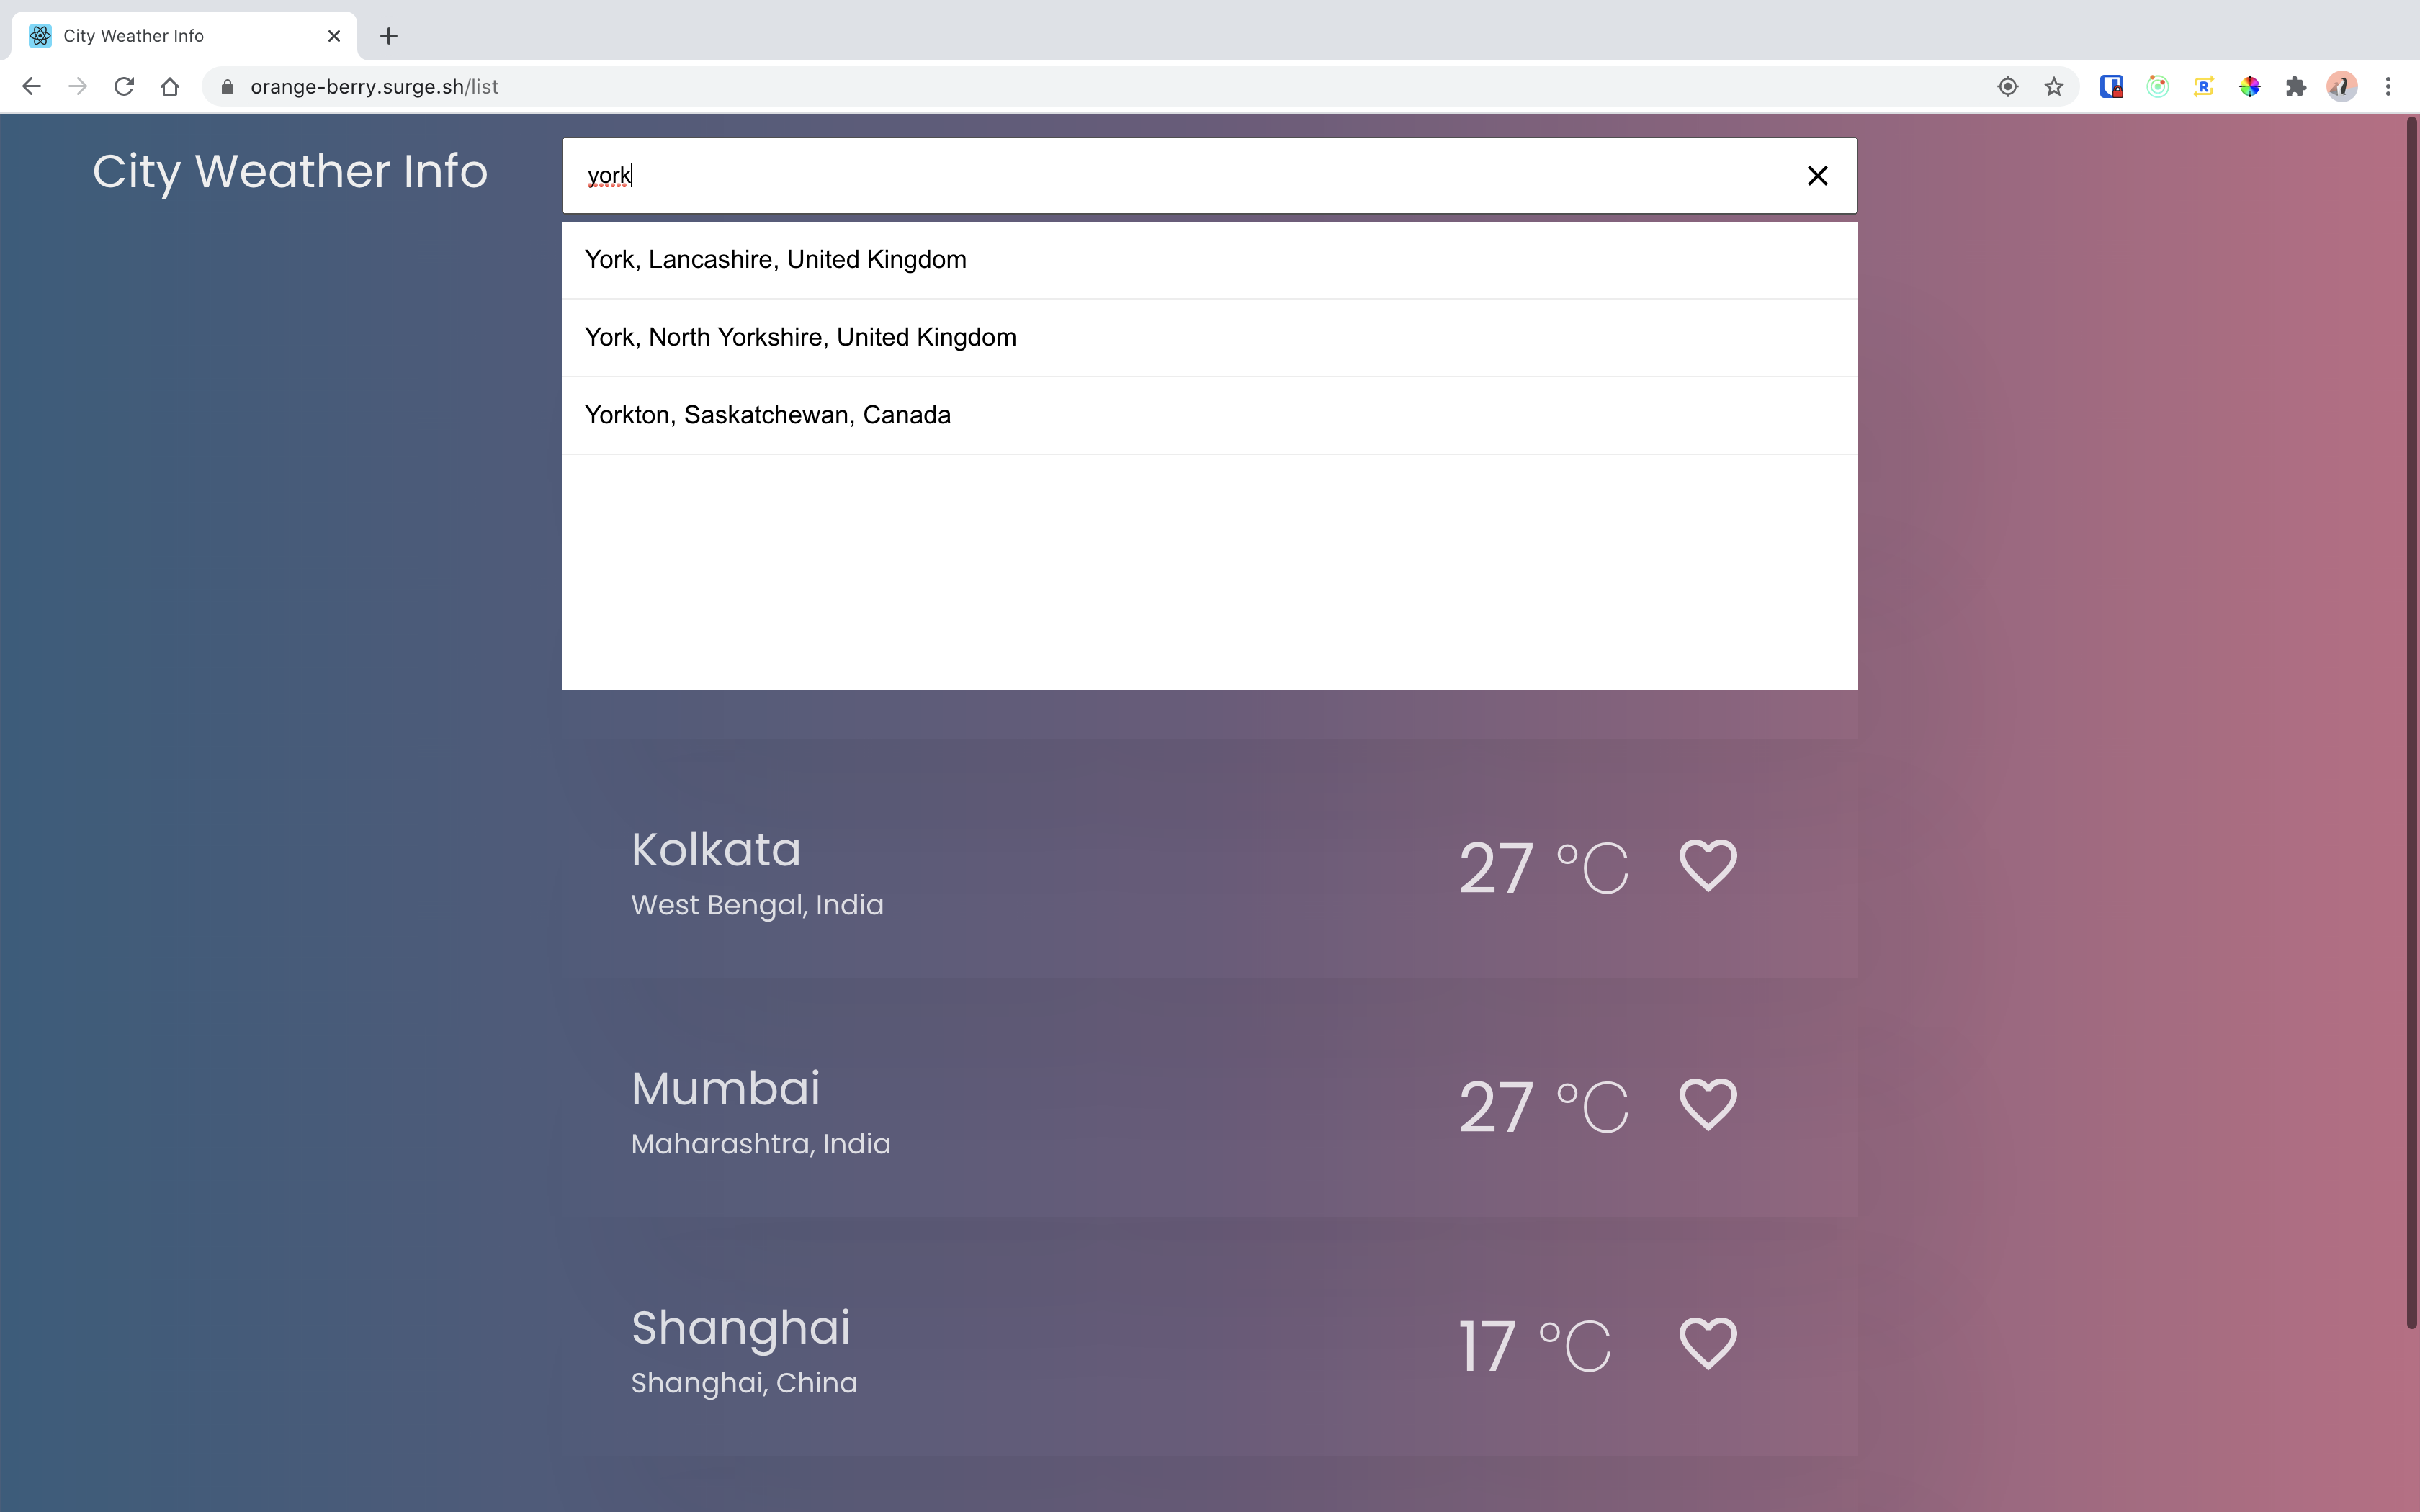 City Weather Info
orange-berry.surge.sh/list
City Weather Info
york
York, Lancashire, United Kingdom
York, North Yorkshire, United Kingdom
Yorkton, Saskatchewan, Canada
Kolkata
27 °C
West Bengal, India
Mumbai
27 °C
Maharashtra, India
Shanghai
17 °C
Shanghai, China